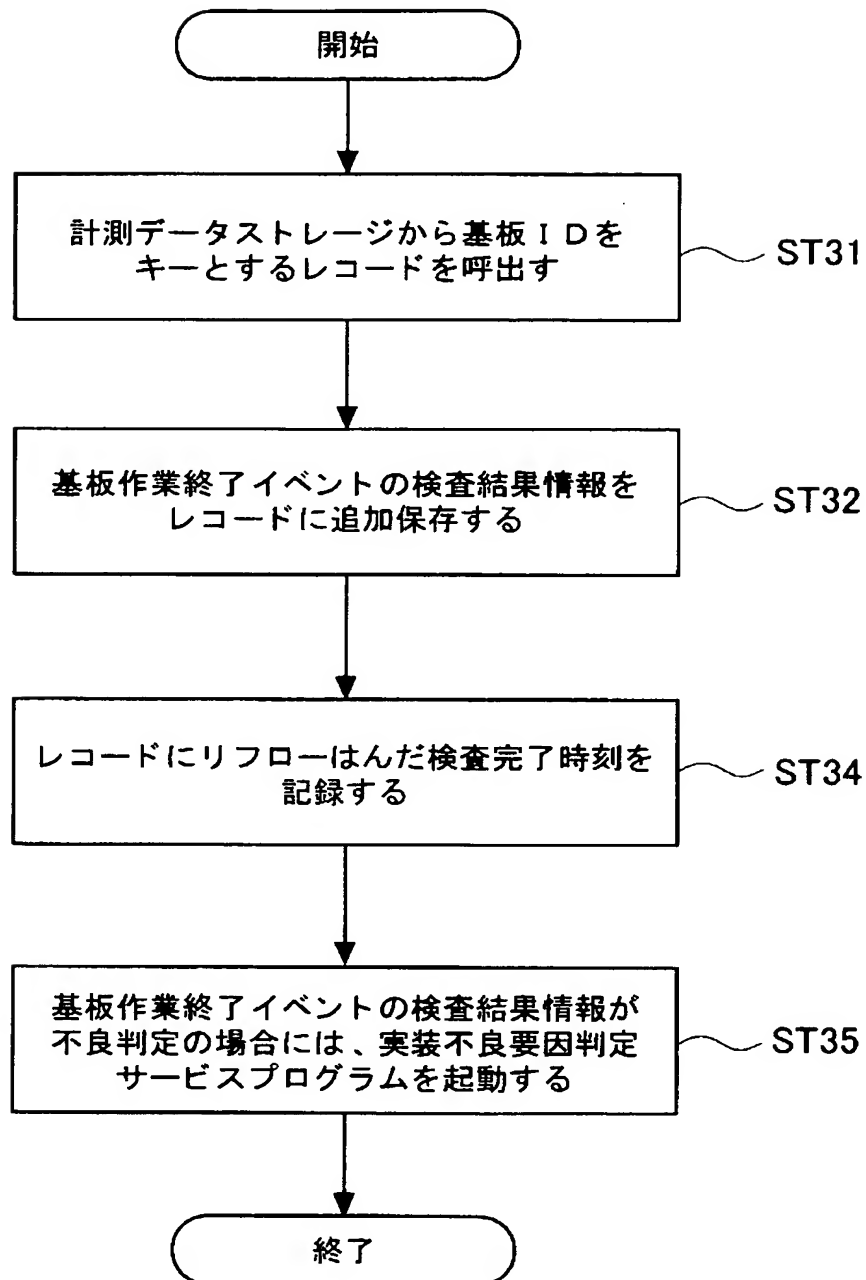 開始
計測データストレージから基板ＩＤを
キーとするレコードを呼出す
ST31
基板作業終了イベントの検査結果情報を
レコードに追加保存する
ST32
レコードにリフローはんだ検査完了時刻を
記録する
ST34
基板作業終了イベントの検査結果情報が
不良判定の場合には、実装不良要因判定
サービスプログラムを起動する
ST35
終了